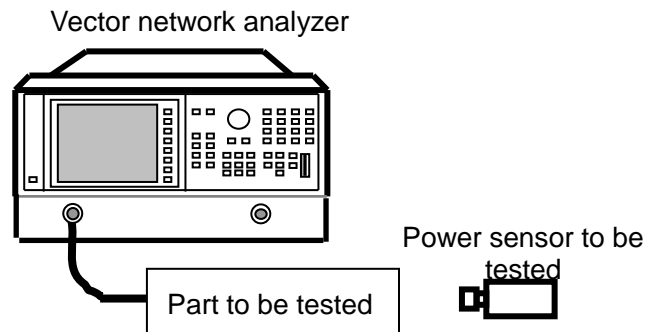 Vector network analyzer
Power sensor to be
tested
Part to be tested